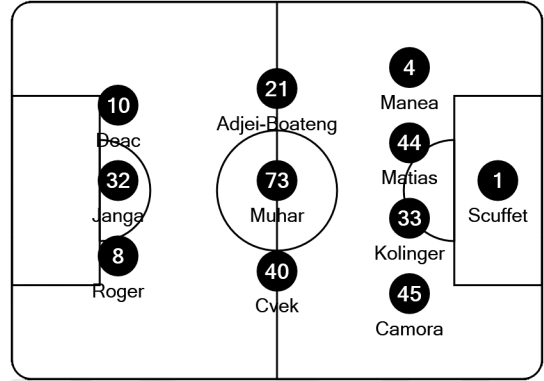 10
Deac
32
Janga
8
Roger
21
Adjei-Boateng
73
Muhar
40
Cvek
4
Manea
44
Matias
33
Kolinger
45
Camora
1
Scuffet